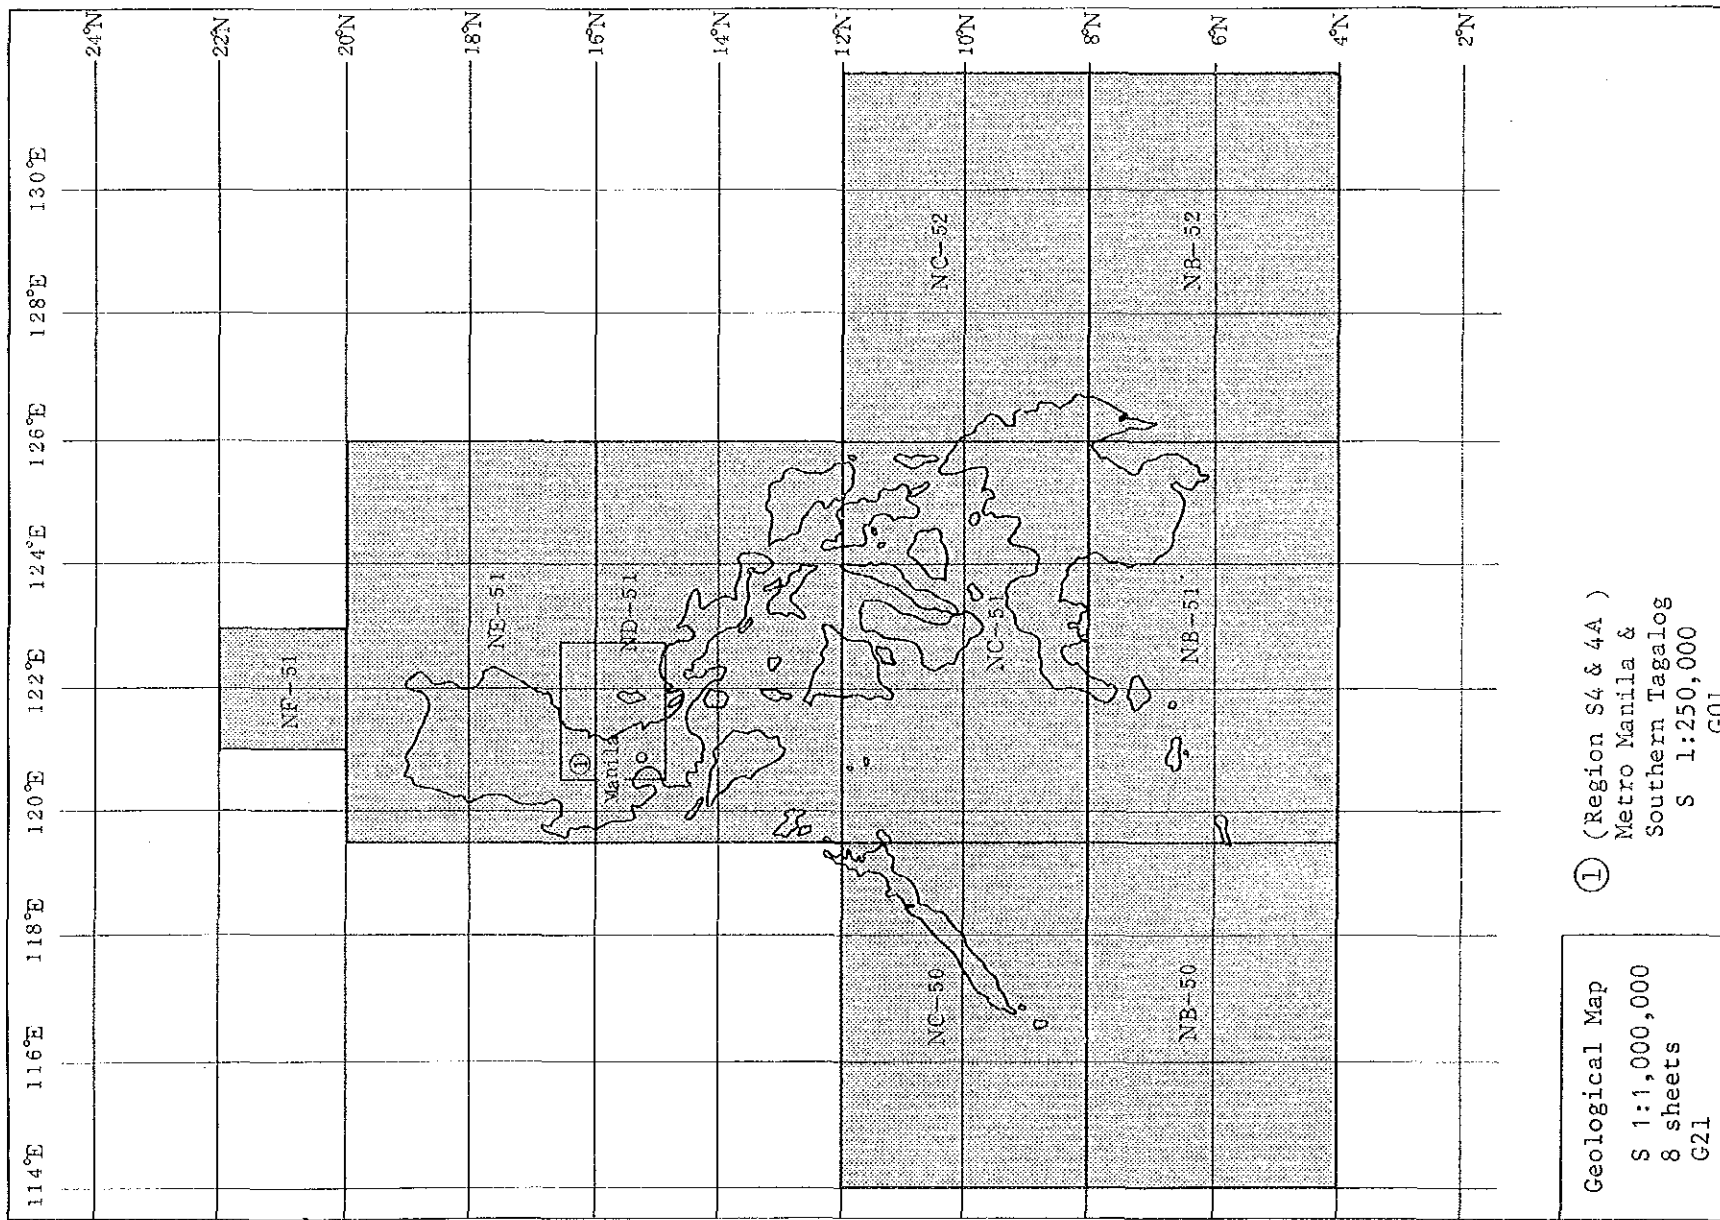 24°N
22°N
20°N
18°N
16°N
14°N
12°N
10°N
8°N
6°N
4°N
2°N
114°E
116°E
118°E
120°E
122°E
124°E
126°E
128°E
130°E
NF-51
NE-51
ND-51
①
Manila
NC-50
NC-51
NC-52
NB-50
NB-51
NB-52
Geological Map
S 1:1,000,000
8 sheets
G21
① (Region S4 & 4A )
Metro Manila &
Southern Tagalog
S 1:250,000
G01